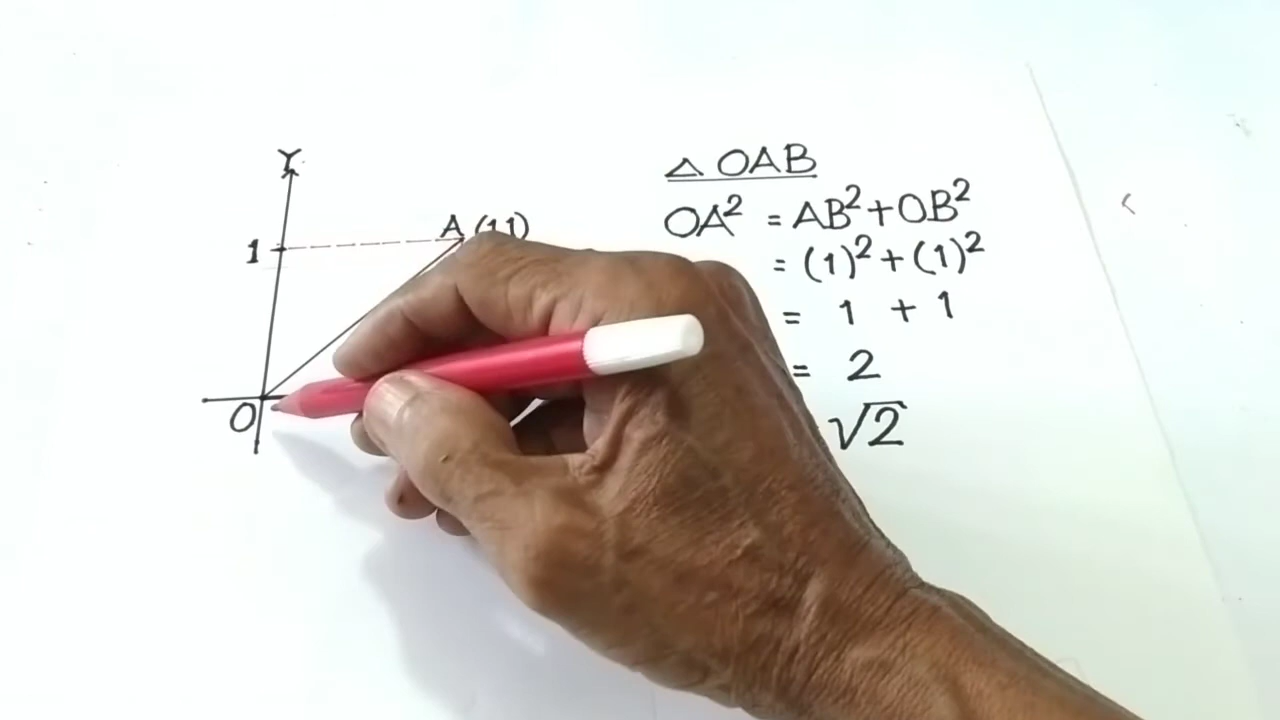 Y
A (1,1)
1
O
△ OAB
OA² = AB² + OB²
= (1)² + (1)²
= 1 + 1
= 2
√2